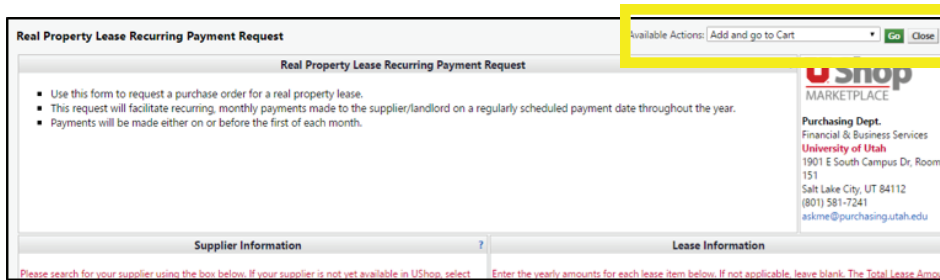 Real Property Lease Recurring Payment Request
Available Actions: Add and go to Cart Go Close
Real Property Lease Recurring Payment Request
Use this form to request a purchase order for a real property lease.
This request will facilitate recurring, monthly payments made to the supplier/landlord on a regularly scheduled payment date throughout the year.
Payments will be made either on or before the first of each month.
U Shop
MARKETPLACE
Purchasing Dept.
Financial & Business Services
University of Utah
1901 E South Campus Dr, Room
151
Salt Lake City, UT 84112
(801) 581-7241
askme@purchasing.utah.edu
Supplier Information ?
Lease Information
Please search for your supplier using the box below. If your supplier is not yet available in UShop, select
Enter the yearly amounts for each lease item below. If not applicable, leave blank. The Total Lease Amou